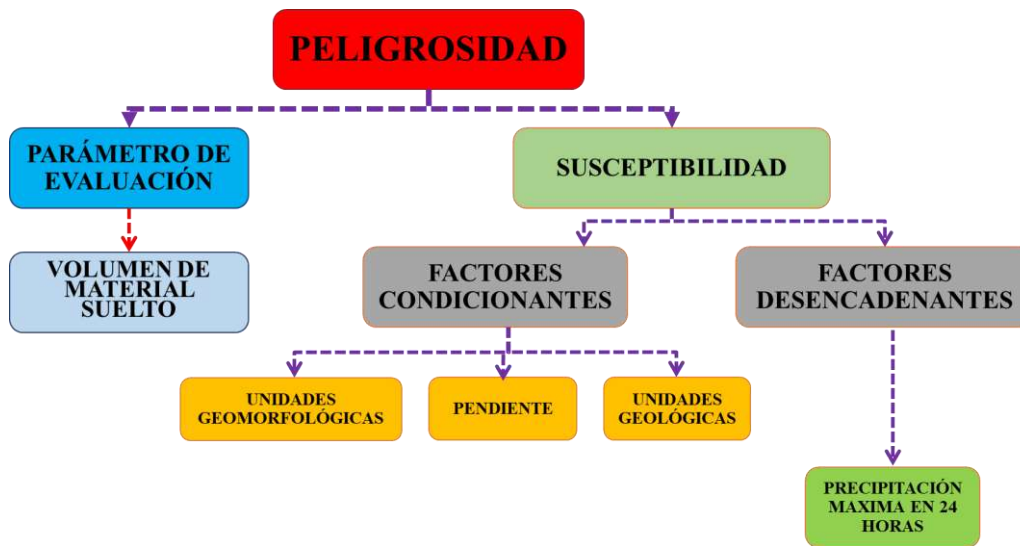 PELIGROSIDAD
PARÁMETRO DE
EVALUACIÓN
SUSCEPTIBILIDAD
VOLUMEN DE
MATERIAL
SUELTO
FACTORES
CONDICIONANTES
FACTORES
DESENCADENANTES
UNIDADES
GEOMORFOLÓGICAS
PENDIENTE
UNIDADES
GEOLÓGICAS
PRECIPITACIÓN
MAXIMA EN 24
HORAS